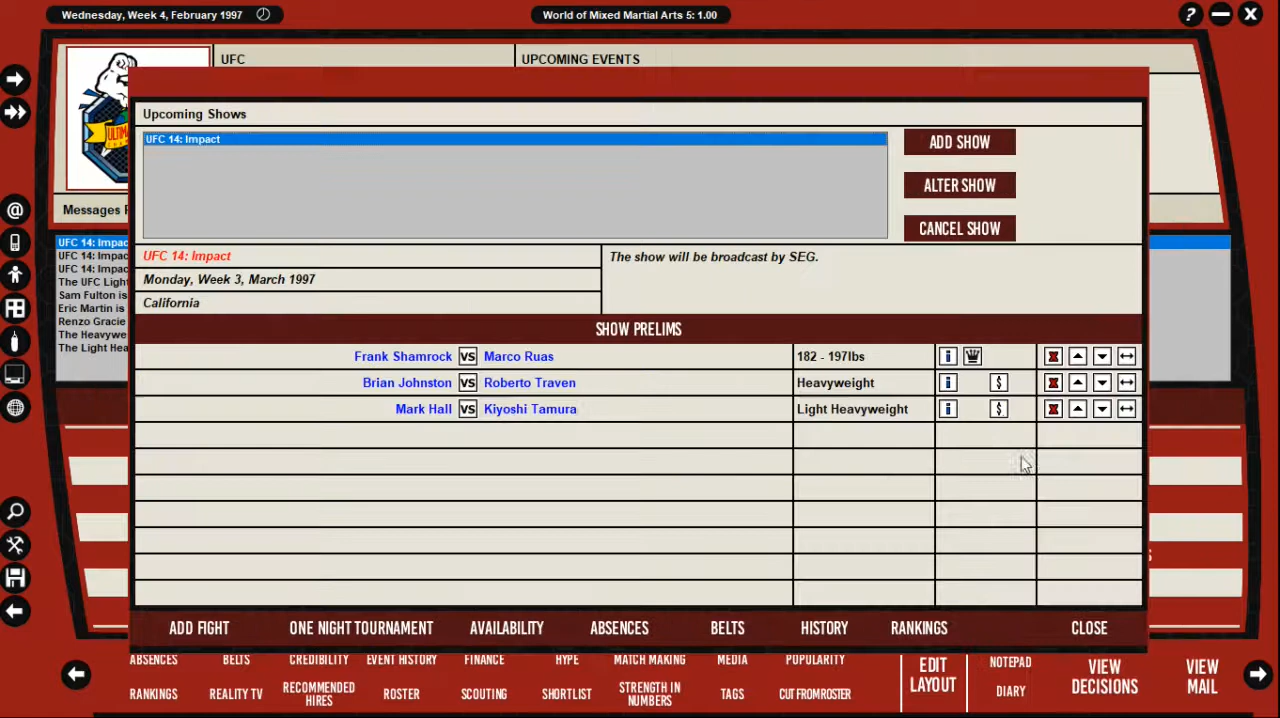 Wednesday, Week 4, February 1997
World of Mixed Martial Arts 5: 1.00
?
X
UFC
UPCOMING EVENTS
Upcoming Shows
UFC 14: Impact
ADD SHOW
ALTER SHOW
CANCEL SHOW
Messages
UFC 14: Impac
UFC 14: Impac
UFC 14: Impac
The UFC Light
Sam Fulton is
Eric Martin is
Renzo Gracie
The Heavywe
The Light Hea
UFC 14: Impact
The show will be broadcast by SEG.
Monday, Week 3, March 1997
California
SHOW PRELIMS
Frank Shamrock VS Marco Ruas 182 - 197lbs i
Brian Johnston VS Roberto Traven Heavyweight i $
Mark Hall VS Kiyoshi Tamura Light Heavyweight i $
ADD FIGHT ONE NIGHT TOURNAMENT AVAILABILITY ABSENCES BELTS HISTORY RANKINGS CLOSE
ABSENCES BELTS CREDIBILITY EVENT HISTORY FINANCE HYPE MATCH MAKING MEDIA POPULARITY
RANKINGS REALITY TV RECOMMENDED HIRES ROSTER SCOUTING SHORTLIST STRENGTH IN NUMBERS TAGS CUT FROM ROSTER
EDIT LAYOUT
NOTEPAD
DIARY
VIEW DECISIONS
VIEW MAIL